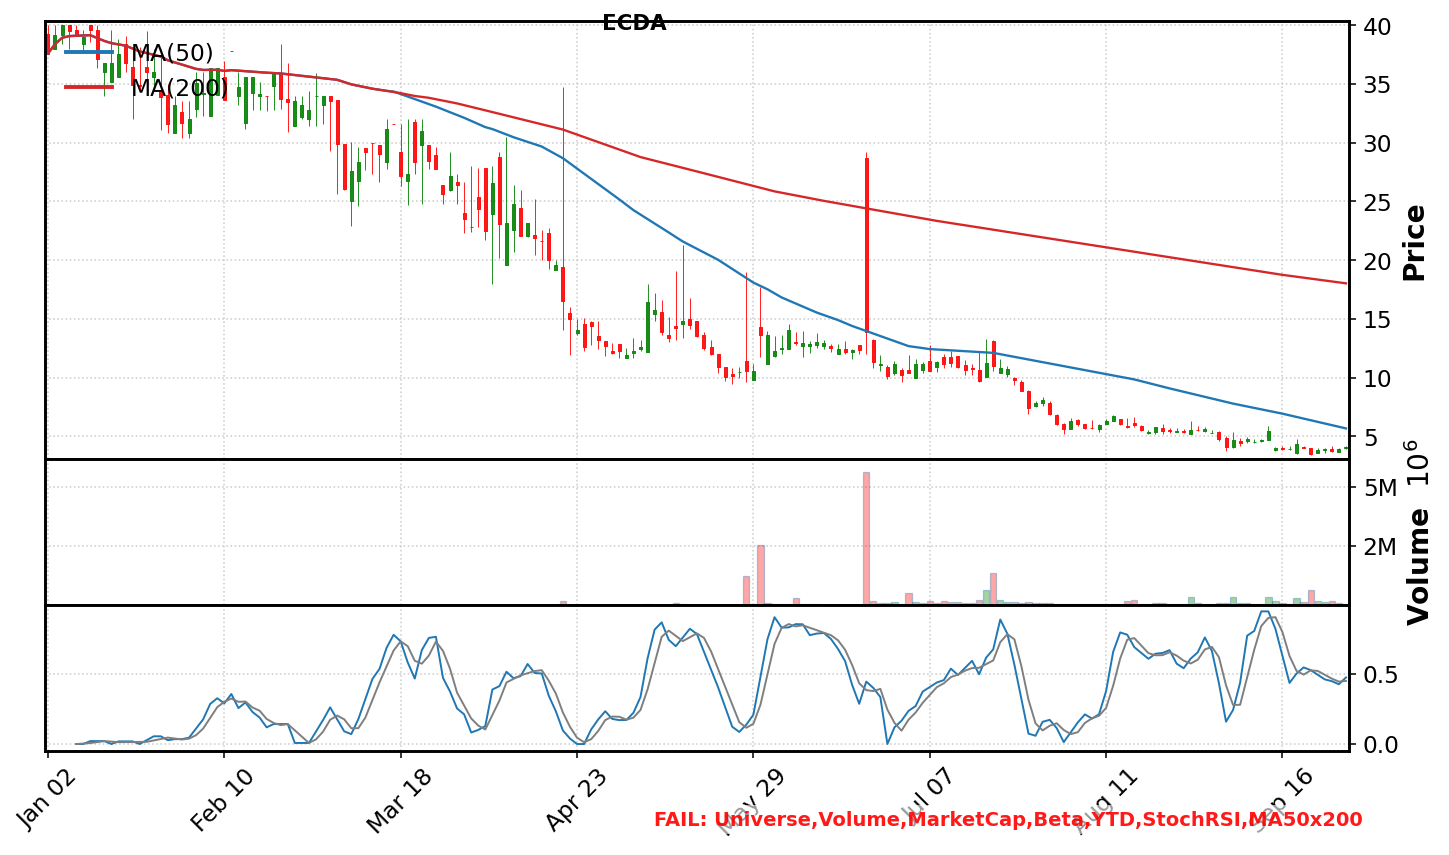 ECDA
MA(50)
MA(200)
40
35
30
25
20
15
10
5
Price
5M
2M
Volume 10^6
0.5
0.0
Jan 02
Feb 10
Mar 18
Apr 23
May 29
Jul 07
Aug 11
Sep 16
FAIL: Universe,Volume,MarketCap,Beta,YTD,StochRSI,MA50x200